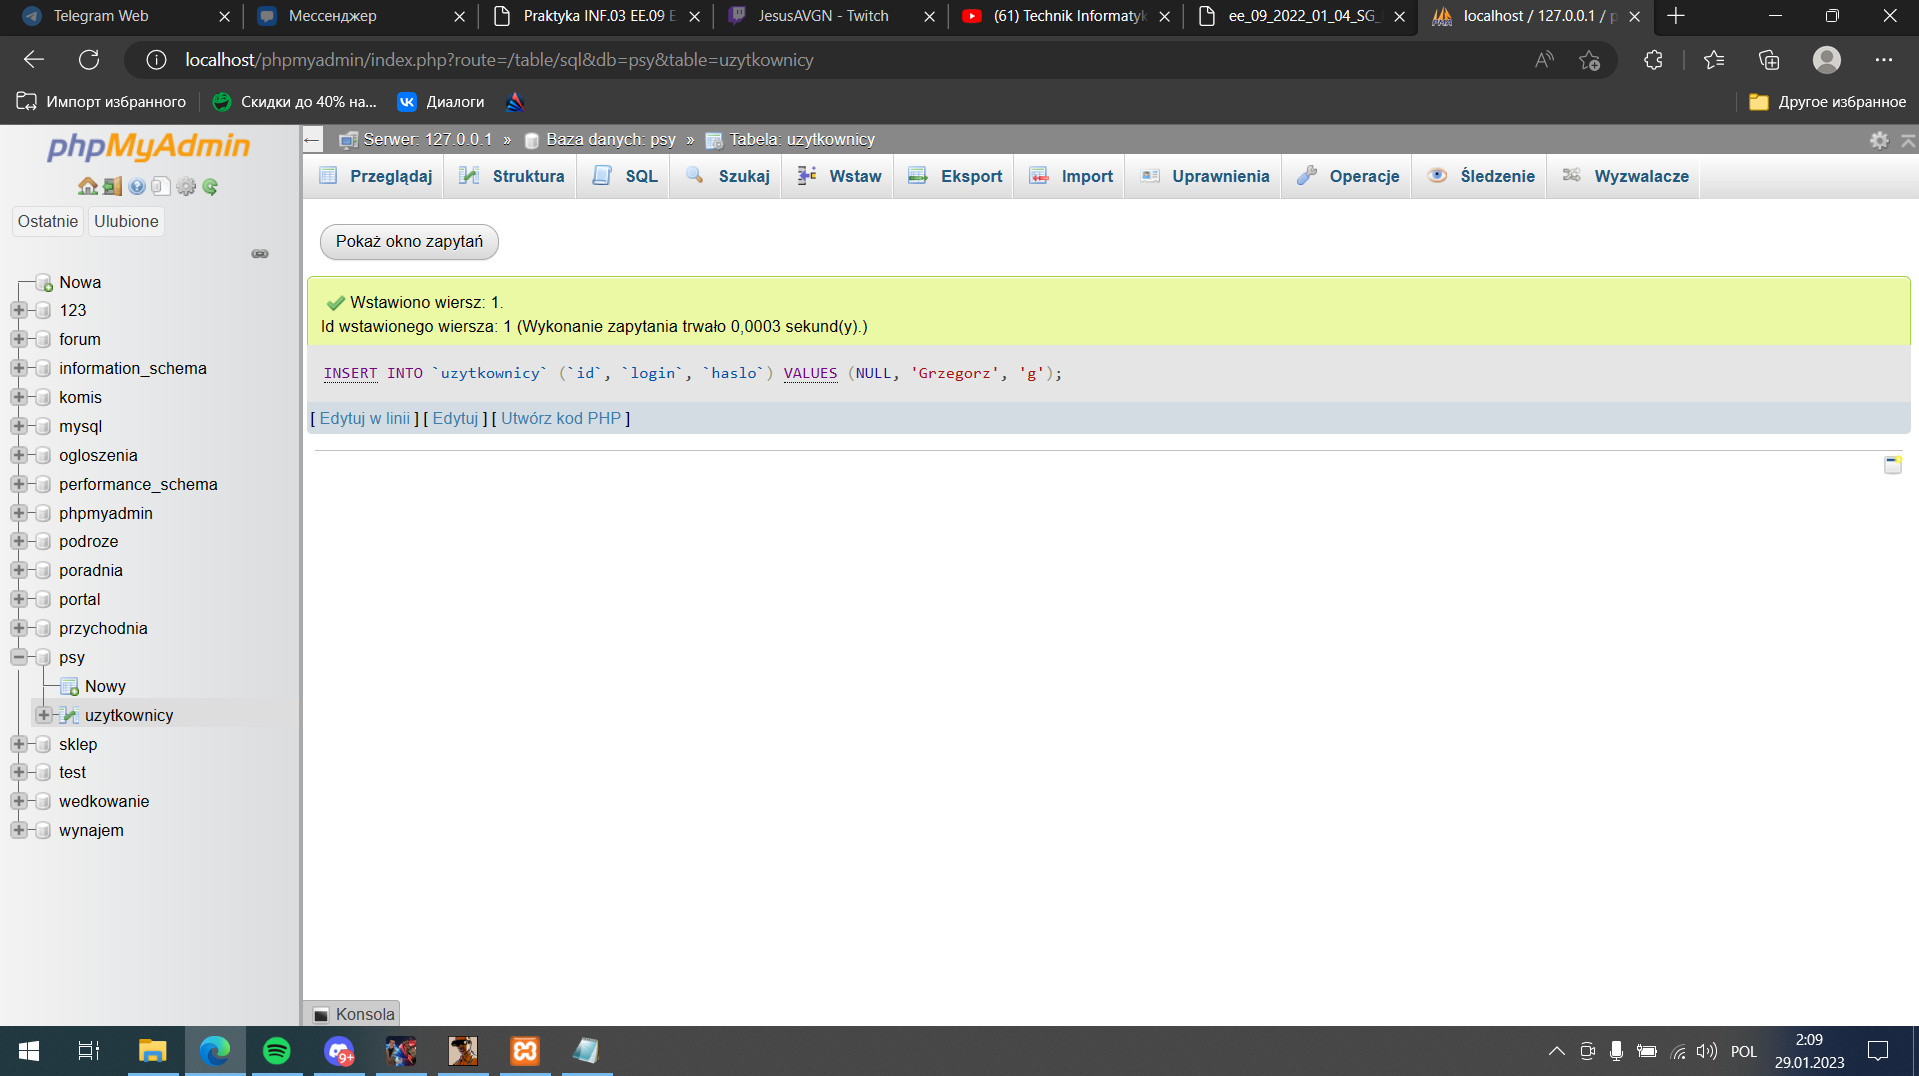 Telegram Web
Мессенджер
Praktyka INF.03 EE.09 E
JesusAVGN - Twitch
(61) Technik Informatyk
ee_09_2022_01_04_SG_
localhost / 127.0.0.1 / p
localhost/phpmyadmin/index.php?route=/table/sql&db=psy&table=uzytkownicy
Импорт избранного
Скидки до 40% на...
Диалоги
Другое избранное
phpMyAdmin
Ostatnie
Ulubione
Nowa
123
forum
information_schema
komis
mysql
ogloszenia
performance_schema
phpmyadmin
podroze
poradnia
portal
przychodnia
psy
Nowy
uzytkownicy
sklep
test
wedkowanie
wynajem
Serwer: 127.0.0.1 » Baza danych: psy » Tabela: uzytkownicy
Przeglądaj
Struktura
SQL
Szukaj
Wstaw
Eksport
Import
Uprawnienia
Operacje
Śledzenie
Wyzwalacze
Pokaż okno zapytań
Wstawiono wiersz: 1.
Id wstawionego wiersza: 1 (Wykonanie zapytania trwało 0,0003 sekund(y).)
INSERT INTO `uzytkownicy` (`id`, `login`, `haslo`) VALUES (NULL, 'Grzegorz', 'g');
[ Edytuj w linii ] [ Edytuj ] [ Utwórz kod PHP ]
Konsola
9+
POL
2:09
29.01.2023